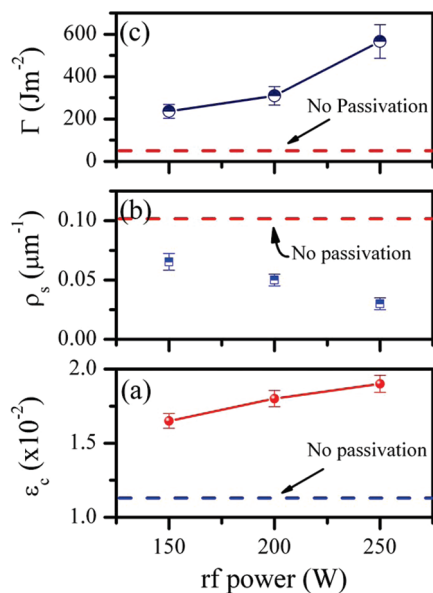 (c)
600
400
200
0
Γ (Jm⁻²)
No Passivation
(b)
0.10
0.05
0.00
ρₛ (μm⁻¹)
No passivation
(a)
2.0
1.5
1.0
ε꜀ (x10⁻²)
No passivation
150 200 250
rf power (W)